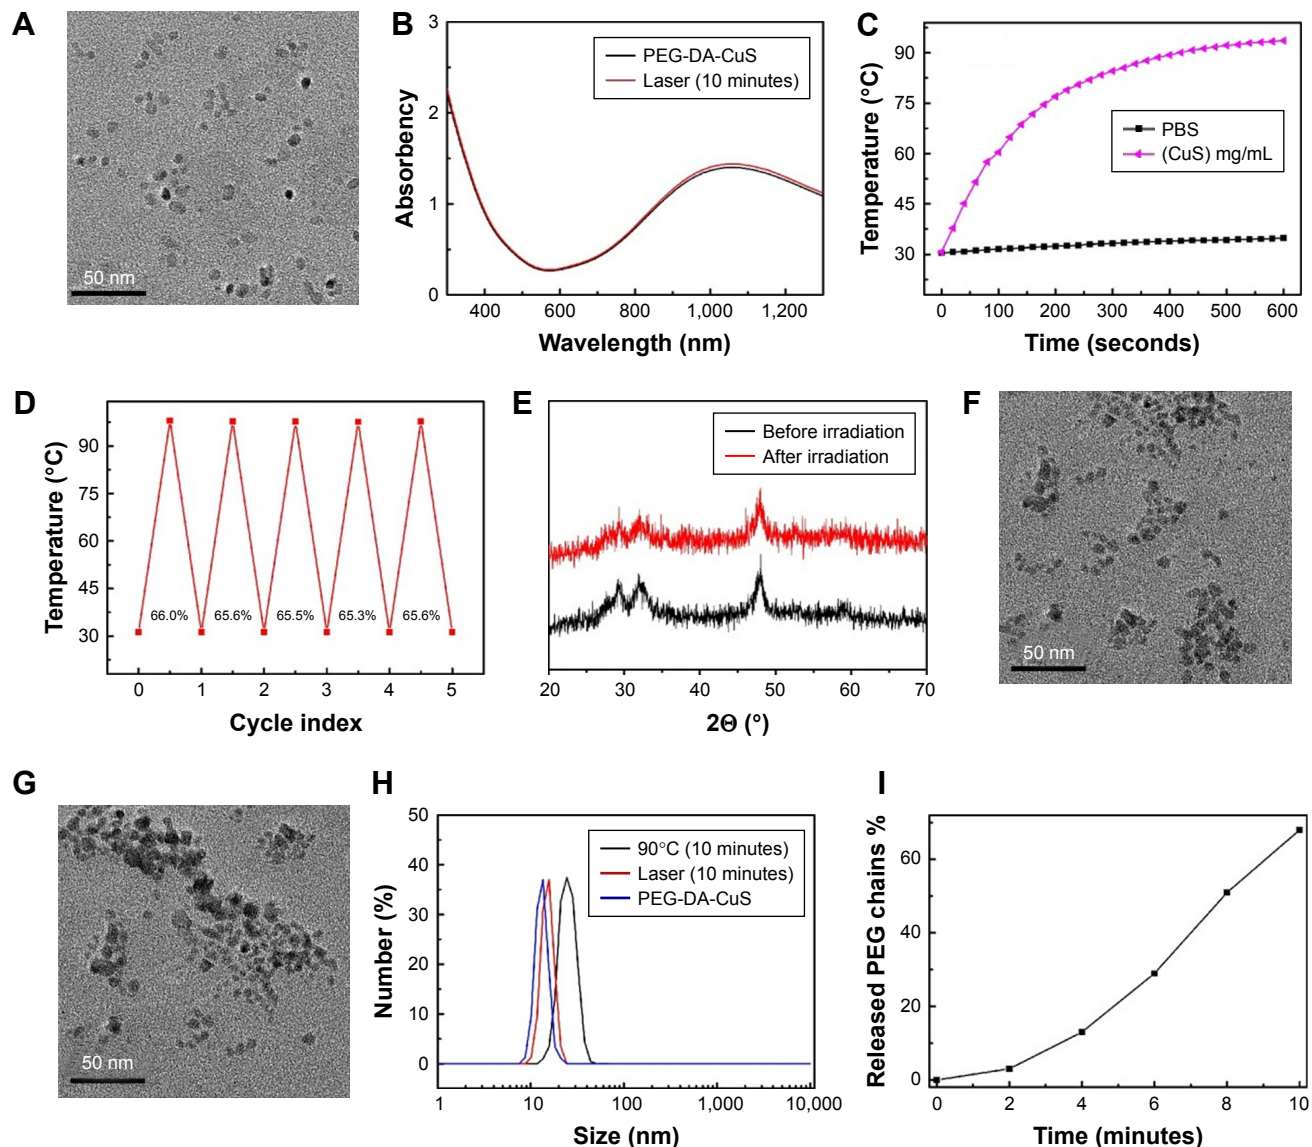 A
50 nm
B
3
2
1
0
Absorbency
PEG-DA-CuS
Laser (10 minutes)
400
600
800
1,000
1,200
Wavelength (nm)
C
90
75
60
45
30
Temperature (°C)
PBS
(CuS) mg/mL
0
100
200
300
400
500
600
Time (seconds)
D
90
75
60
45
30
Temperature (°C)
66.0%
65.6%
65.5%
65.3%
65.6%
0
1
2
3
4
5
Cycle index
E
Before irradiation
After irradiation
20
30
40
50
60
70
2Θ (°)
F
50 nm
G
50 nm
H
50
40
30
20
10
0
Number (%)
90°C (10 minutes)
Laser (10 minutes)
PEG-DA-CuS
1
10
100
1,000
10,000
Size (nm)
I
60
40
20
0
Released PEG chains %
0
2
4
6
8
10
Time (minutes)